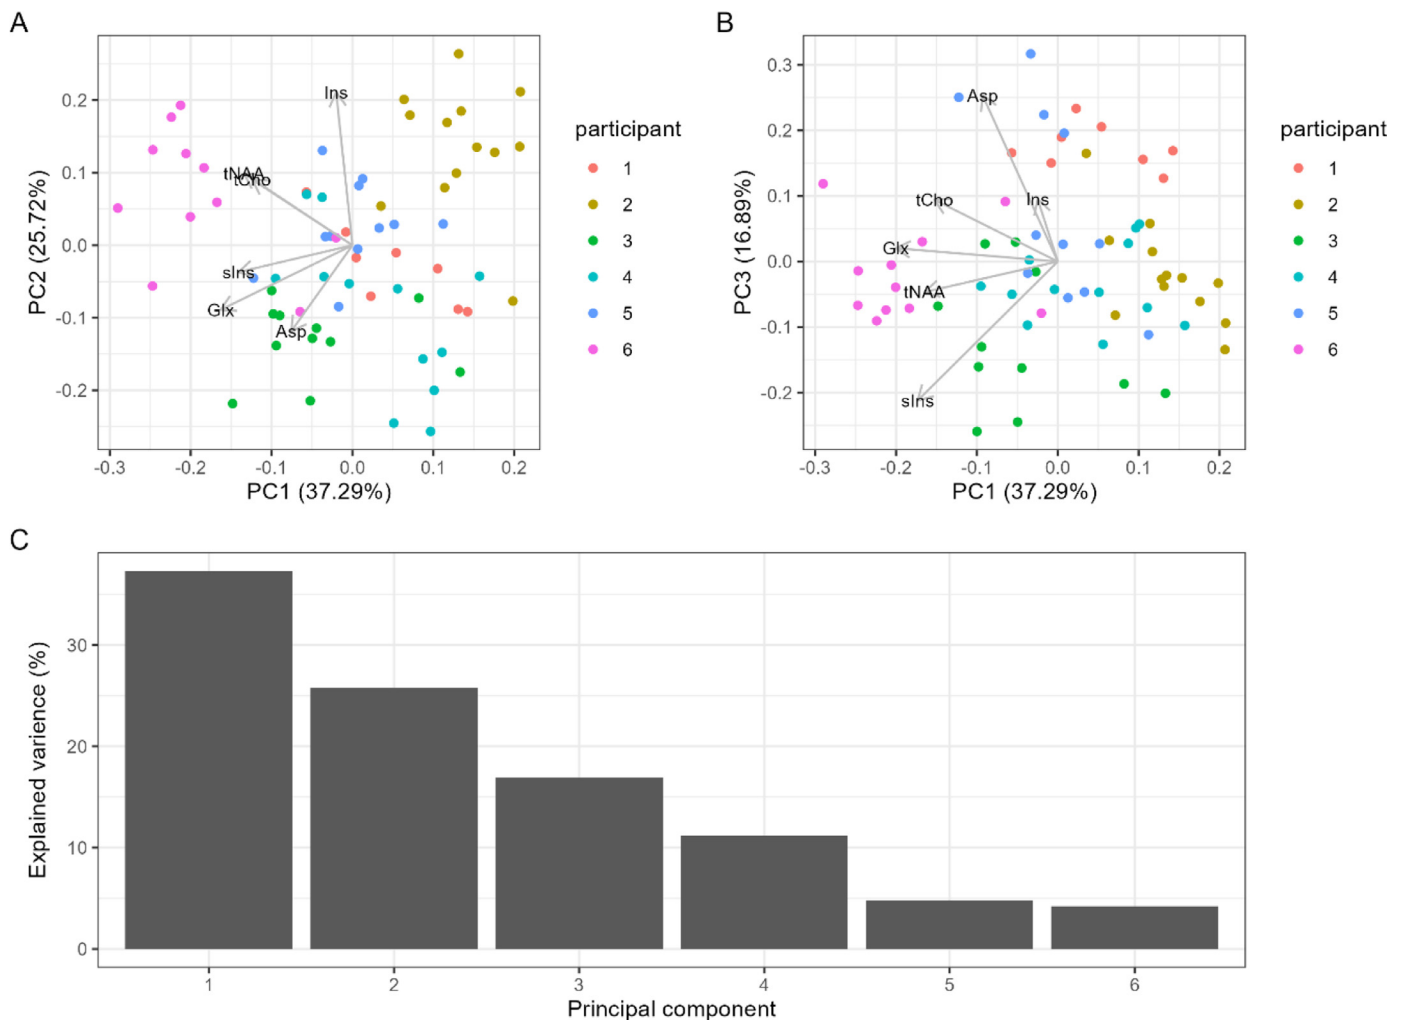 A
PC2 (25.72%)
0.2
0.1
0.0
-0.1
-0.2
Ins
tNAA
tCho
sIns
Glx
Asp
-0.3 -0.2 -0.1 0.0 0.1 0.2
PC1 (37.29%)
participant
1
2
3
4
5
6
B
PC3 (16.89%)
0.3
0.2
0.1
0.0
-0.1
-0.2
Asp
tCho
Ins
Glx
tNAA
sIns
-0.3 -0.2 -0.1 0.0 0.1 0.2
PC1 (37.29%)
participant
1
2
3
4
5
6
C
Explained varience (%)
30
20
10
0
1 2 3 4 5 6
Principal component